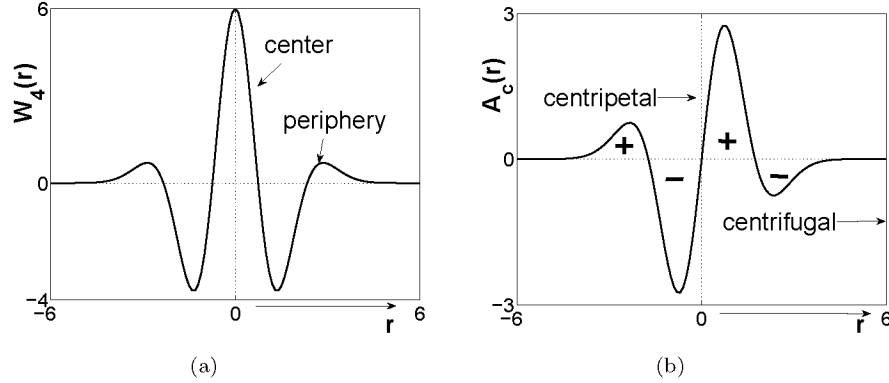 6
W4(r)
center
periphery
0
−4
−6
0
r
6
(a)
3
Ac(r)
centripetal
+
+
0
−
−
centrifugal
−3
−6
0
r
6
(b)